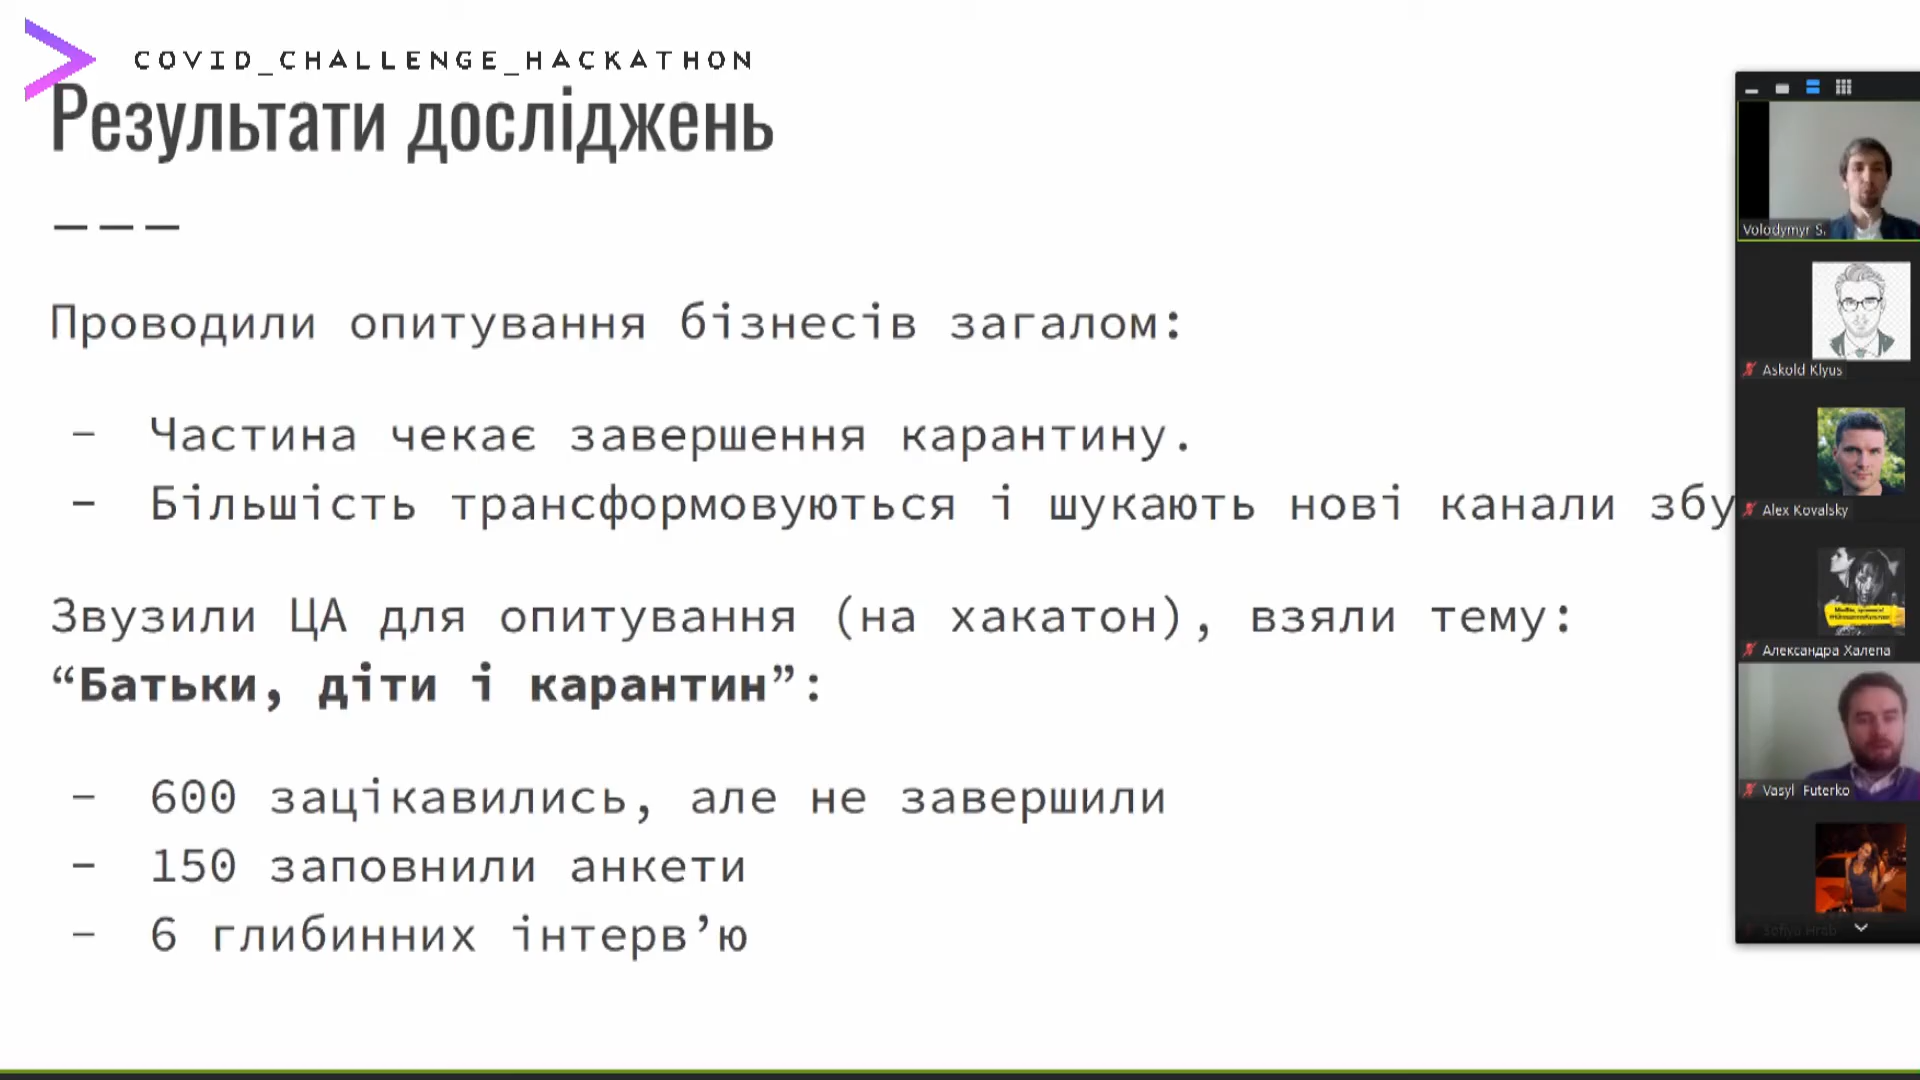 COVID_CHALLENGE_HACKATHON
Результати досліджень
———
Проводили опитування бізнесів загалом:
- Частина чекає завершення карантину.
- Більшість трансформовуються і шукають нові канали збу
Звузили ЦА для опитування (на хакатон), взяли тему:
“Батьки, діти і карантин”:
- 600 зацікавились, але не завершили
- 150 заповнили анкети
- 6 глибинних інтерв’ю
Volodymyr S.
Askold Klyus
Alex Kovalsky
Александра Халепа
Vasyl Futerko
Sofiya Hrab